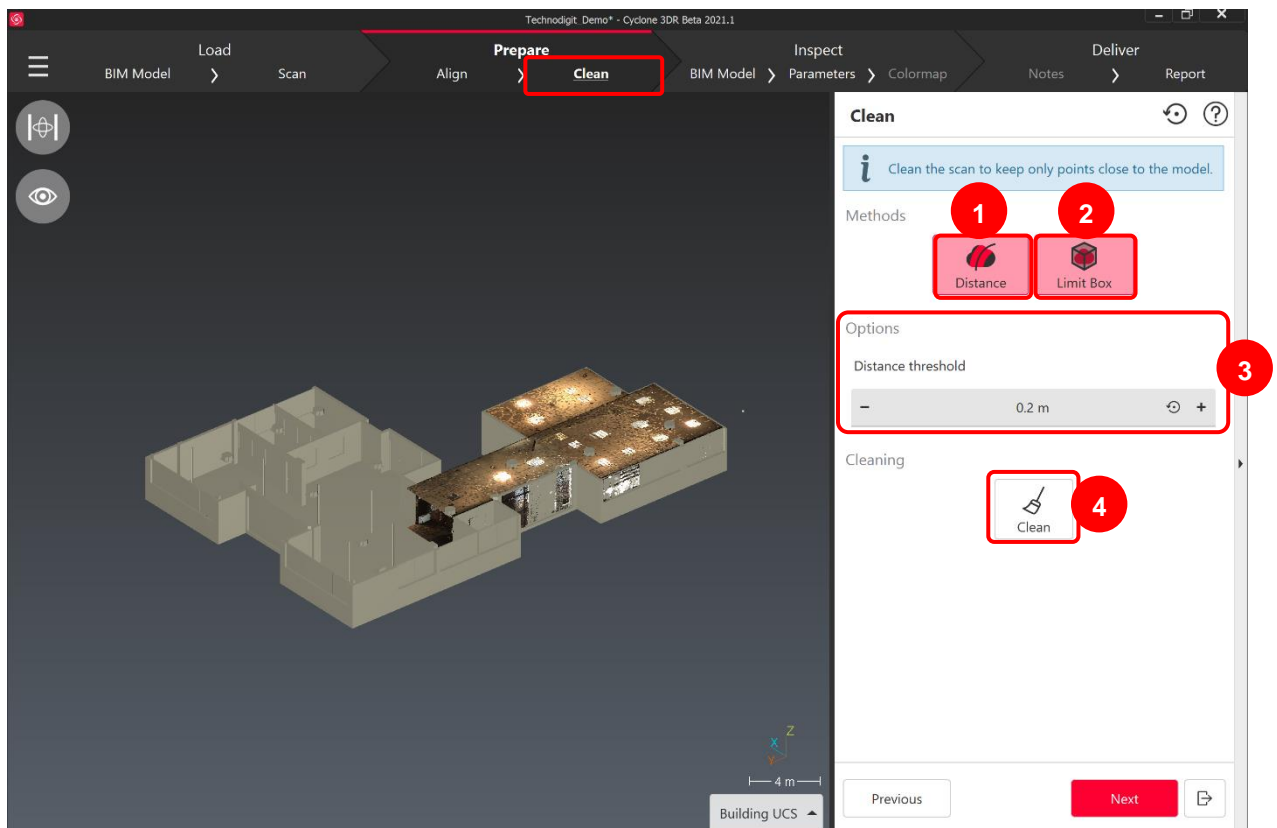 Technodigit_Demo* - Cyclone 3DR Beta 2021.1
Load
Prepare
Inspect
Deliver
BIM Model
Scan
Align
Clean
BIM Model
Parameters
Colormap
Notes
Report
Clean
Clean the scan to keep only points close to the model.
Methods
1
2
Distance
Limit Box
Options
3
Distance threshold
0.2 m
Cleaning
4
Clean
Z
X
Y
4 m
Building UCS
Previous
Next